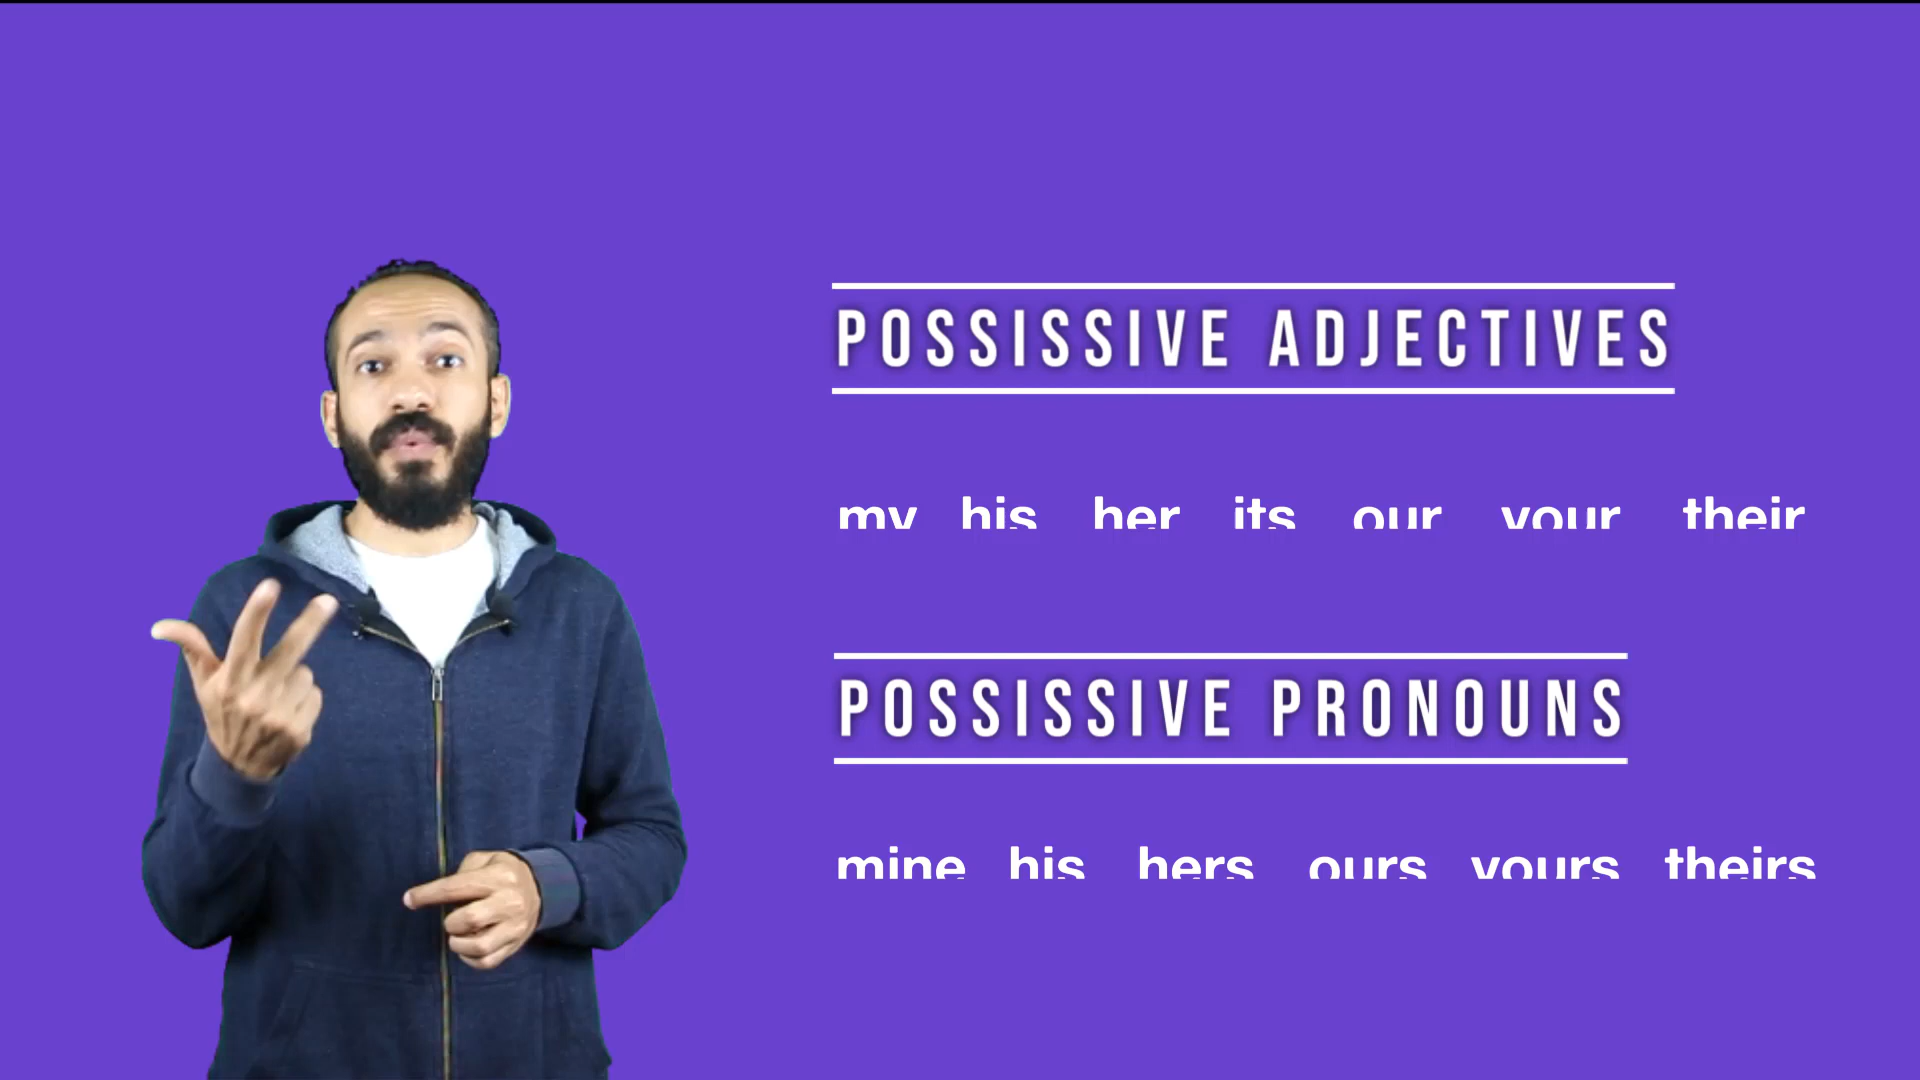 POSSISSIVE ADJECTIVES
my his her its our your their
POSSISSIVE PRONOUNS
mine his hers ours yours theirs